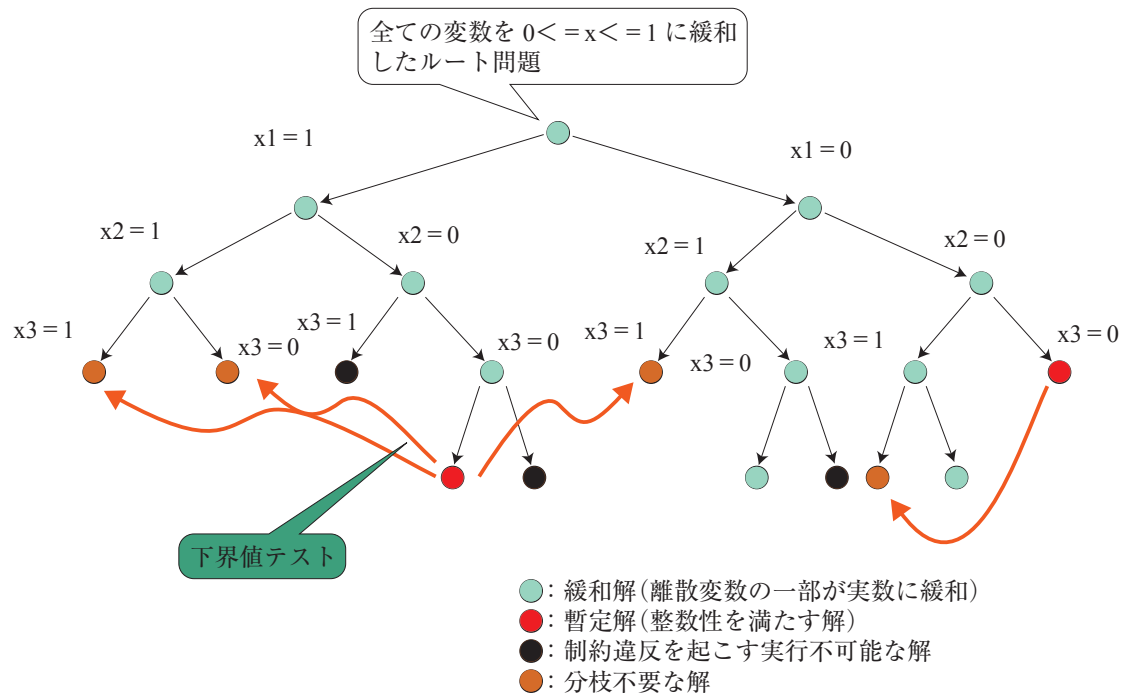 全ての変数を 0<=x<=1 に緩和
したルート問題
x1=1
x1=0
x2=1
x2=0
x2=1
x2=0
x3=1
x3=0
x3=1
x3=0
x3=1
x3=0
x3=1
x3=0
下界値テスト
：緩和解(離散変数の一部が実数に緩和)
：暫定解(整数性を満たす解)
：制約違反を起こす実行不可能な解
：分枝不要な解